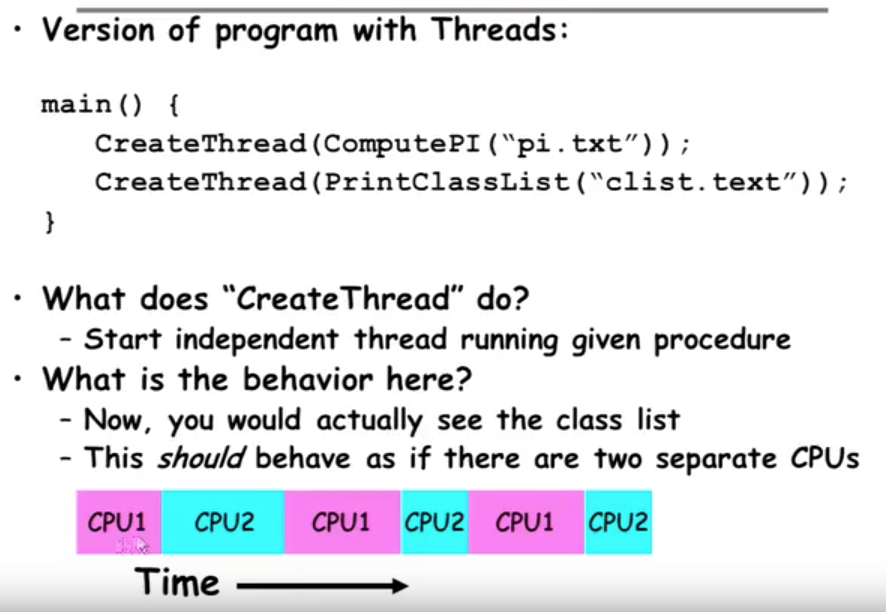 • Version of program with Threads:
main() {
CreateThread(ComputePI(“pi.txt”));
CreateThread(PrintClassList(“clist.text”));
}
• What does “CreateThread” do?
– Start independent thread running given procedure
• What is the behavior here?
– Now, you would actually see the class list
– This should behave as if there are two separate CPUs
CPU1 CPU2 CPU1 CPU2 CPU1 CPU2
Time